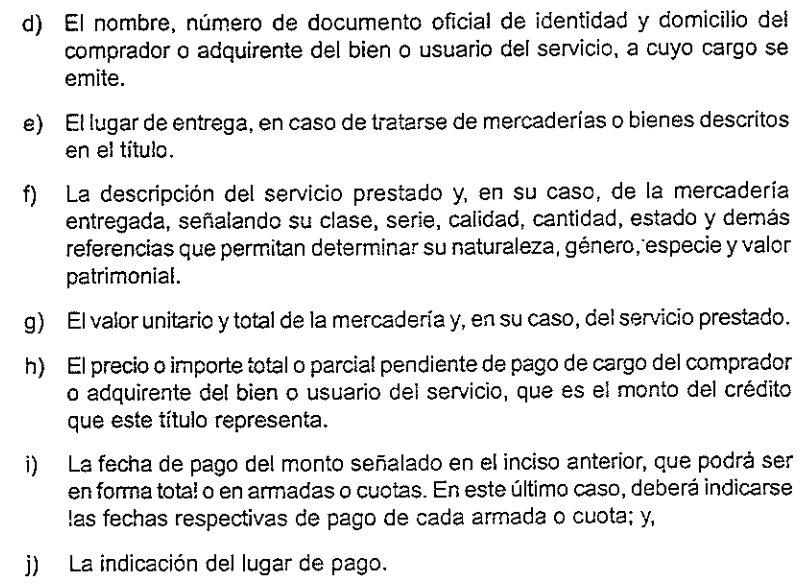 d) El nombre, número de documento oficial de identidad y domicilio del
comprador o adquirente del bien o usuario del servicio, a cuyo cargo se
emite.
e) El lugar de entrega, en caso de tratarse de mercaderías o bienes descritos
en el título.
f) La descripción del servicio prestado y, en su caso, de la mercadería
entregada, señalando su clase, serie, calidad, cantidad, estado y demás
referencias que permitan determinar su naturaleza, género, especie y valor
patrimonial.
g) El valor unitario y total de la mercadería y, en su caso, del servicio prestado.
h) El precio o importe total o parcial pendiente de pago de cargo del comprador
o adquirente del bien o usuario del servicio, que es el monto del crédito
que este título representa.
i) La fecha de pago del monto señalado en el inciso anterior, que podrá ser
en forma total o en armadas o cuotas. En este último caso, deberá indicarse
las fechas respectivas de pago de cada armada o cuota; y,
j) La indicación del lugar de pago.